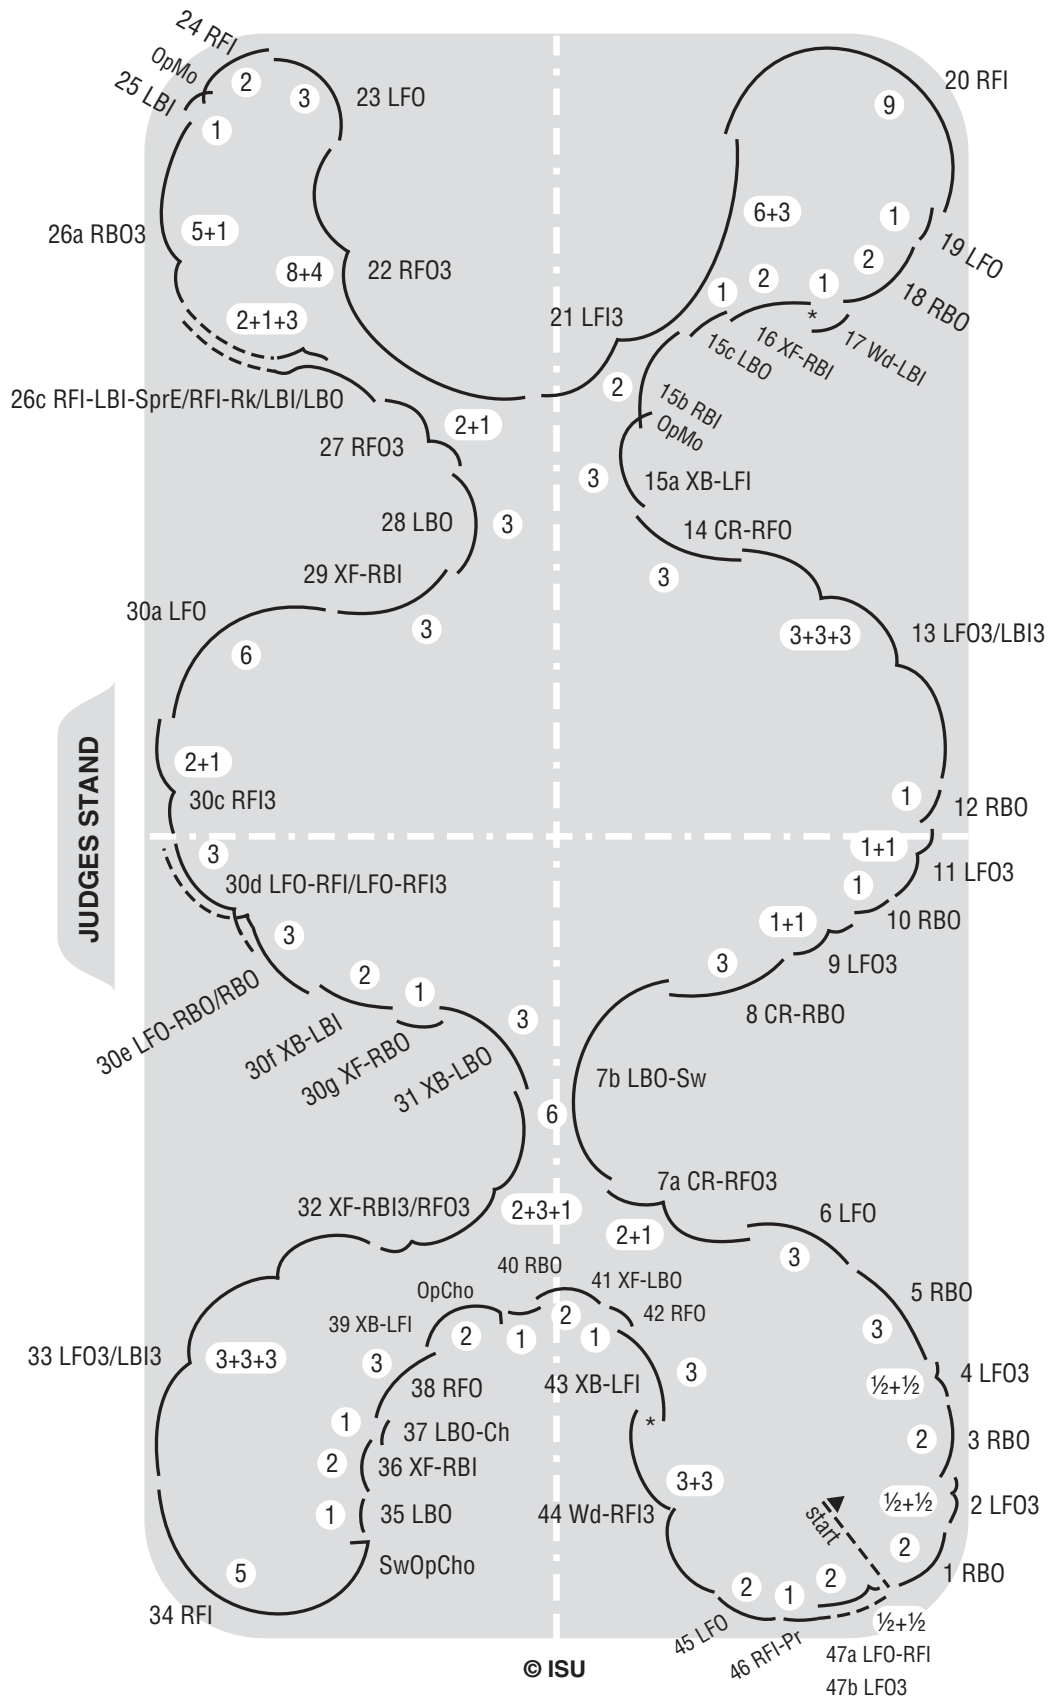 24 RFI
OpMo
25 LBI
2
3
23 LFO
1
20 RFI
9
26a RBO3
5+1
8+4
22 RFO3
2+1+3
6+3
1
19 LFO
2
18 RBO
1
2
1
*
17 Wd-LBI
16 XF-RBI
15c LBO
21 LFI3
2
15b RBI
OpMo
26c RFI-LBI-SprE/RFI-Rk/LBI/LBO
2+1
27 RFO3
3
15a XB-LFI
28 LBO
3
14 CR-RFO
29 XF-RBI
3
3
30a LFO
6
3+3+3
13 LFO3/LBI3
JUDGES STAND
2+1
30c RFI3
1
12 RBO
3
30d LFO-RFI/LFO-RFI3
1+1
11 LFO3
1
10 RBO
3
1+1
9 LFO3
2
1
3
3
8 CR-RBO
30e LFO-RBO/RBO
30f XB-LBI
30g XF-RBO
31 XB-LBO
7b LBO-Sw
6
7a CR-RFO3
32 XF-RBI3/RFO3
2+3+1
2+1
6 LFO
3
40 RBO
41 XF-LBO
OpCho
42 RFO
5 RBO
39 XB-LFI
2
1
2
1
3
33 LFO3/LBI3
3+3+3
3
38 RFO
43 XB-LFI
3
½+½
4 LFO3
1
37 LBO-Ch
*
2
3 RBO
2
36 XF-RBI
3+3
1
35 LBO
44 Wd-RFI3
½+½
2 LFO3
start
SwOpCho
2
1 RBO
5
34 RFI
2
1
2
½+½
45 LFO
46 RFI-Pr
47a LFO-RFI
47b LFO3
© ISU